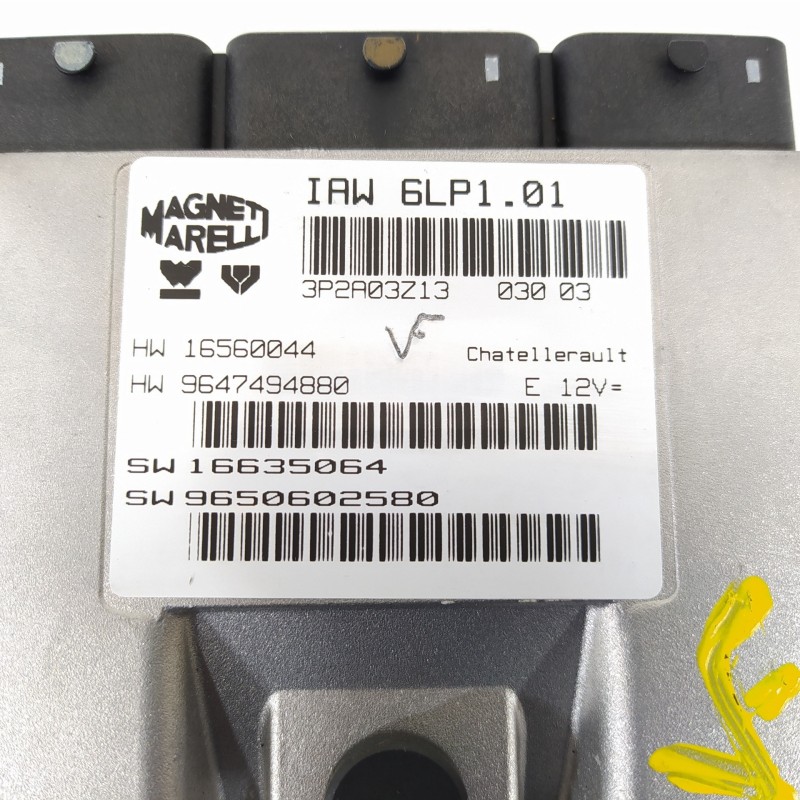 MAGNETI
MARELLI
IAW 6LP1.01
3P2A03Z13 030 03
HW 16560044
Chatellerault
HW 9647494880
E 12V=
SW 16635064
SW 9650602580